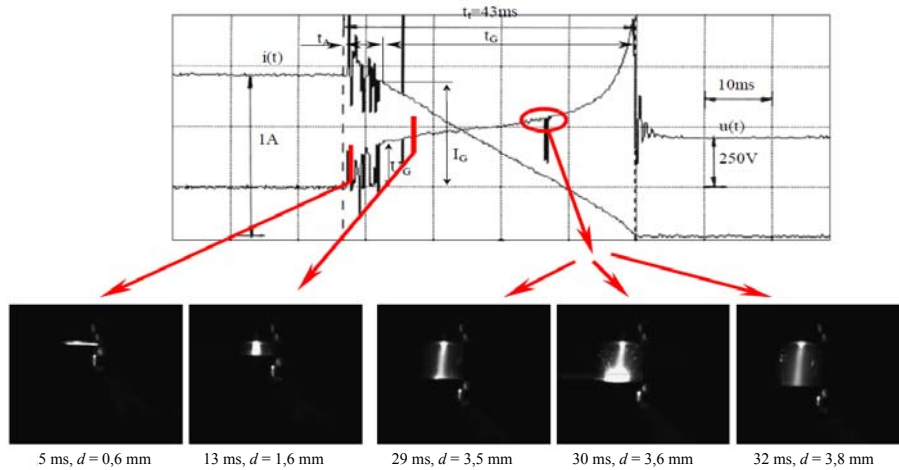 tₜ=43ms
t_A
t_G
i(t)
10ms
1A
I_G
U_G
u(t)
250V
5 ms, d = 0,6 mm
13 ms, d = 1,6 mm
29 ms, d = 3,5 mm
30 ms, d = 3,6 mm
32 ms, d = 3,8 mm